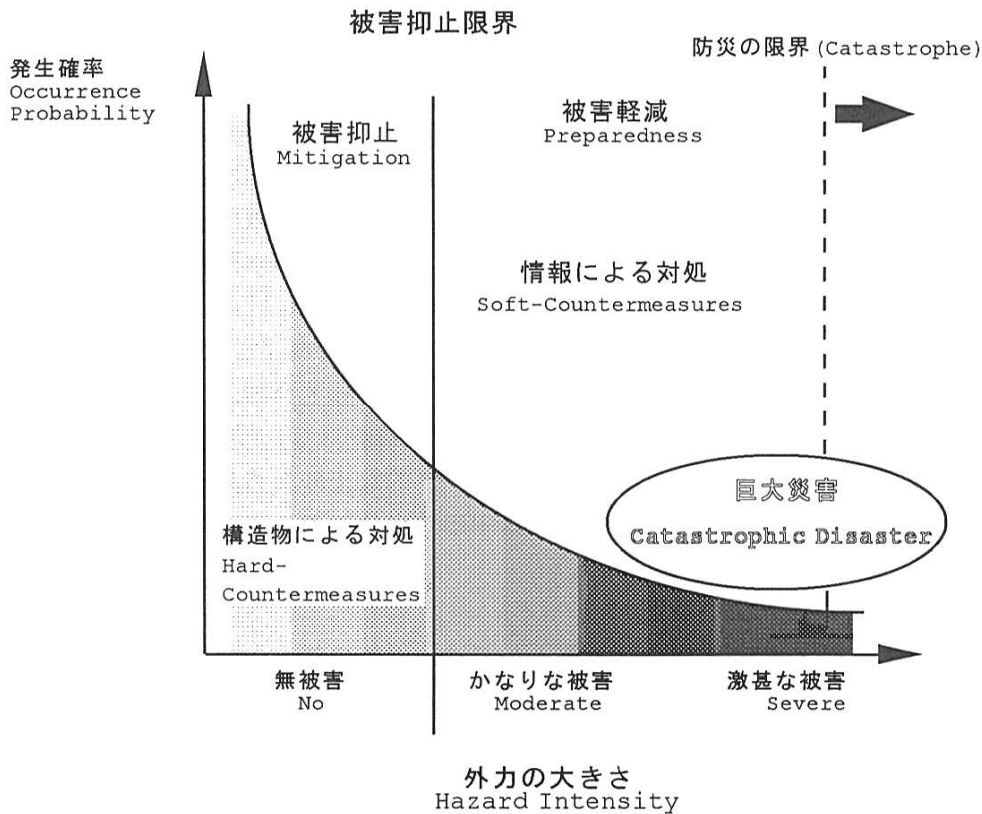 被害抑止限界
防災の限界 (Catastrophe)
発生確率
Occurrence
Probability
被害抑止
Mitigation
被害軽減
Preparedness
情報による対処
Soft-Countermeasures
巨大災害
Catastrophic Disaster
構造物による対処
Hard-
Countermeasures
無被害
No
かなりな被害
Moderate
激甚な被害
Severe
外力の大きさ
Hazard Intensity